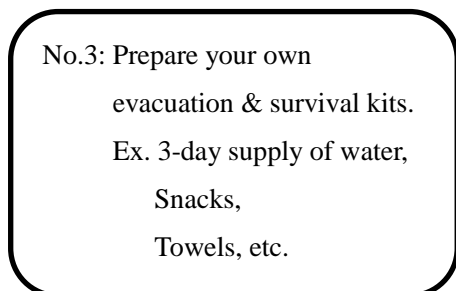 No.3: Prepare your own
evacuation & survival kits.
Ex. 3-day supply of water,
Snacks,
Towels, etc.